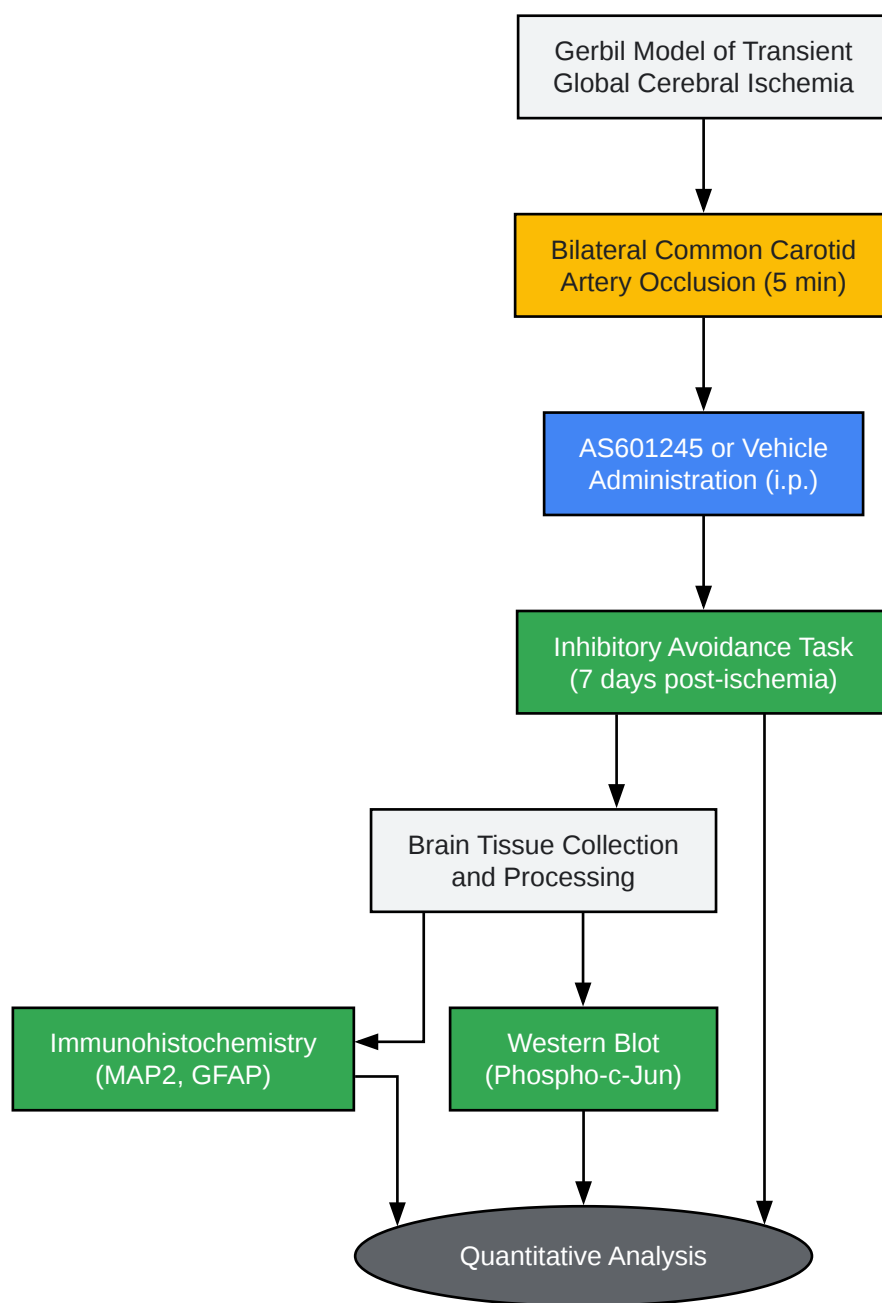 Gerbil Model of Transient
Global Cerebral Ischemia
Bilateral Common Carotid
Artery Occlusion (5 min)
AS601245 or Vehicle
Administration (i.p.)
Inhibitory Avoidance Task
(7 days post-ischemia)
Brain Tissue Collection
and Processing
Immunohistochemistry
(MAP2, GFAP)
Western Blot
(Phospho-c-Jun)
Quantitative Analysis